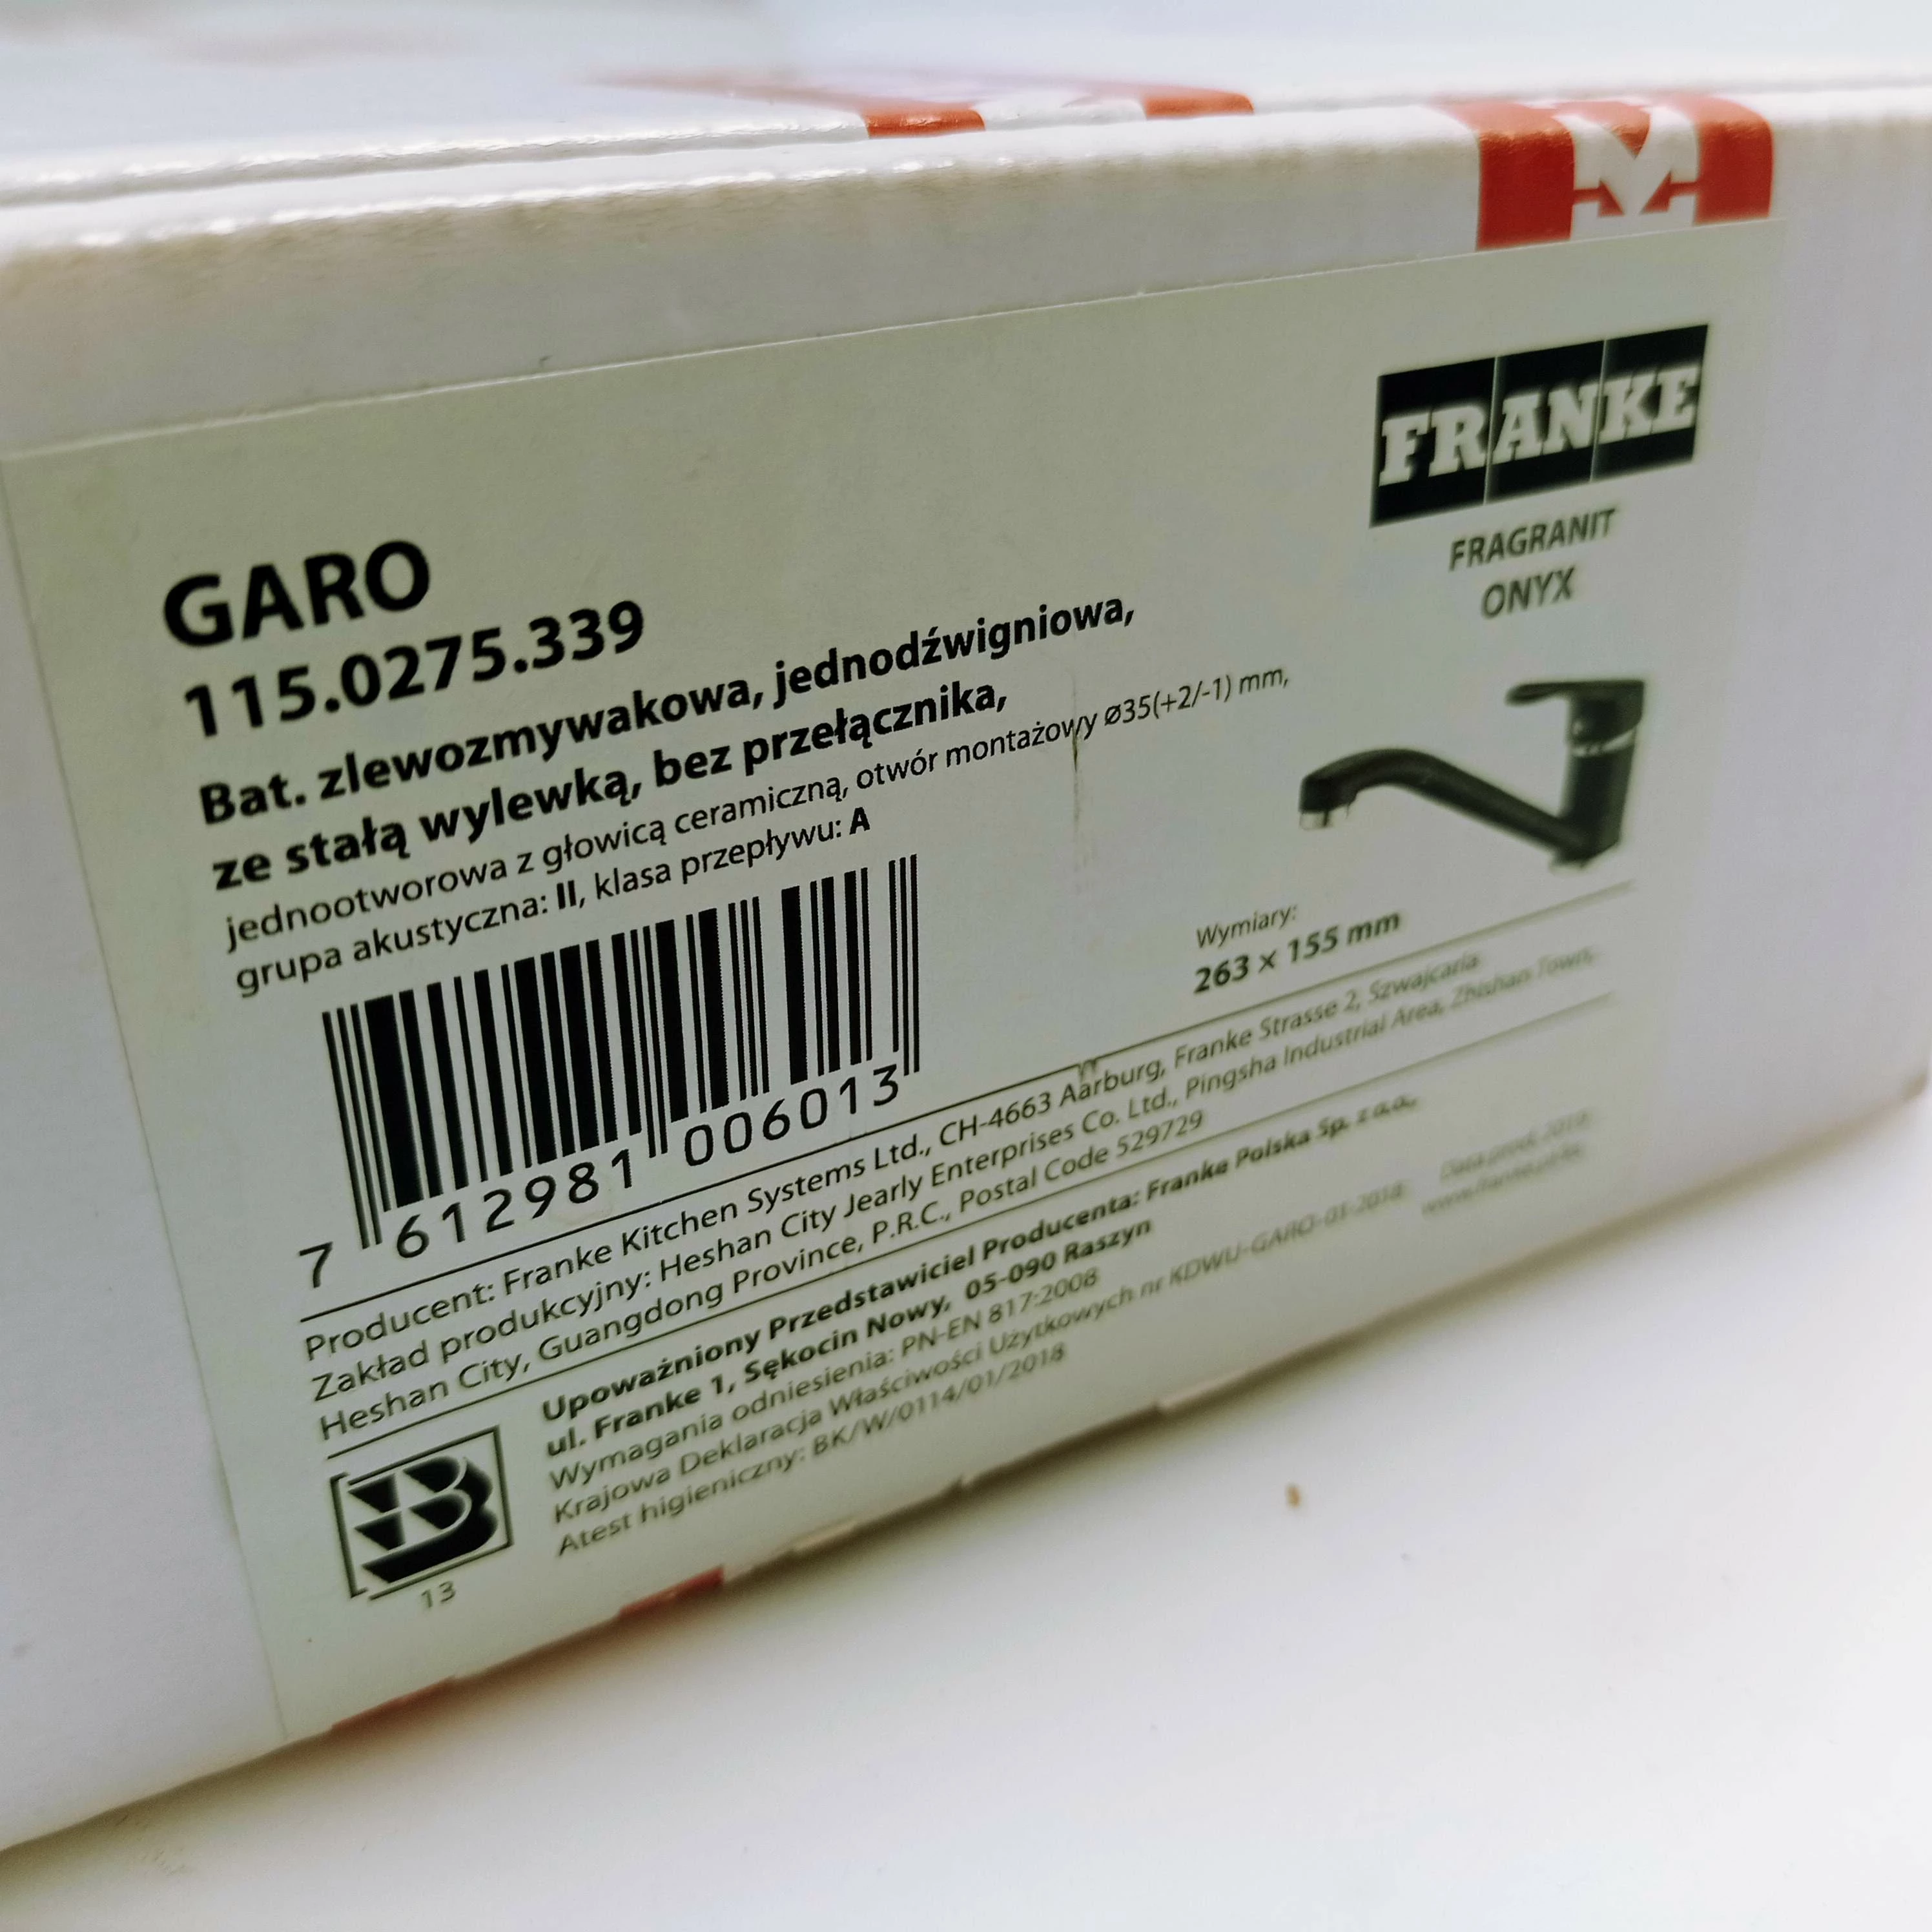 FRANKE
FRAGRANIT
ONYX
GARO
115.0275.339
Bat. zlewozmywakowa, jednodźwigniowa,
ze stałą wylewką, bez przełącznika,
jednootworowa z głowicą ceramiczną, otwór montażowy ø35(+2/-1) mm,
grupa akustyczna: II, klasa przepływu: A
Wymiary:
263 x 155 mm
7 612981 006013
Producent: Franke Kitchen Systems Ltd., CH-4663 Aarburg, Franke Strasse 2, Szwajcaria
Zakład produkcyjny: Heshan City Jearly Enterprises Co. Ltd., Pingsha Industrial Area, Zhishan Town,
Heshan City, Guangdong Province, P.R.C., Postal Code 529729
Upoważniony Przedstawiciel Producenta: Franke Polska Sp. z o.o.,
ul. Franke 1, Sękocin Nowy, 05-090 Raszyn
Wymagania odniesienia: PN-EN 817:2008
Krajowa Deklaracja Właściwości Użytkowych nr KDWU-GARO-01-2018
Atest higieniczny: BK/W/0114/01/2018
Data prod.
B
13